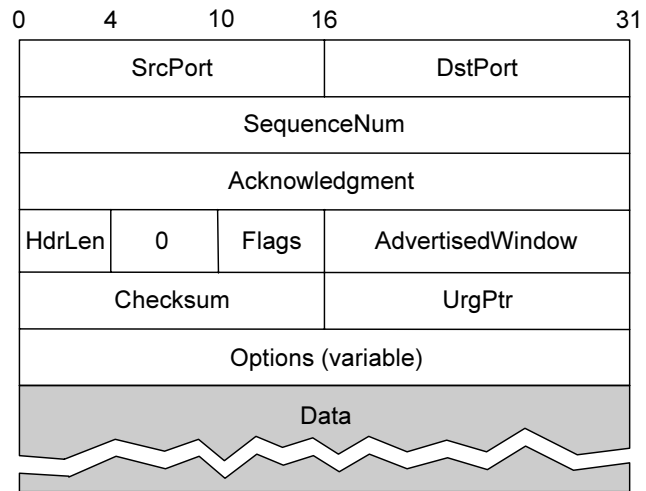 0 4 10 16 31
SrcPort DstPort
SequenceNum
Acknowledgment
HdrLen 0 Flags AdvertisedWindow
Checksum UrgPtr
Options (variable)
Data